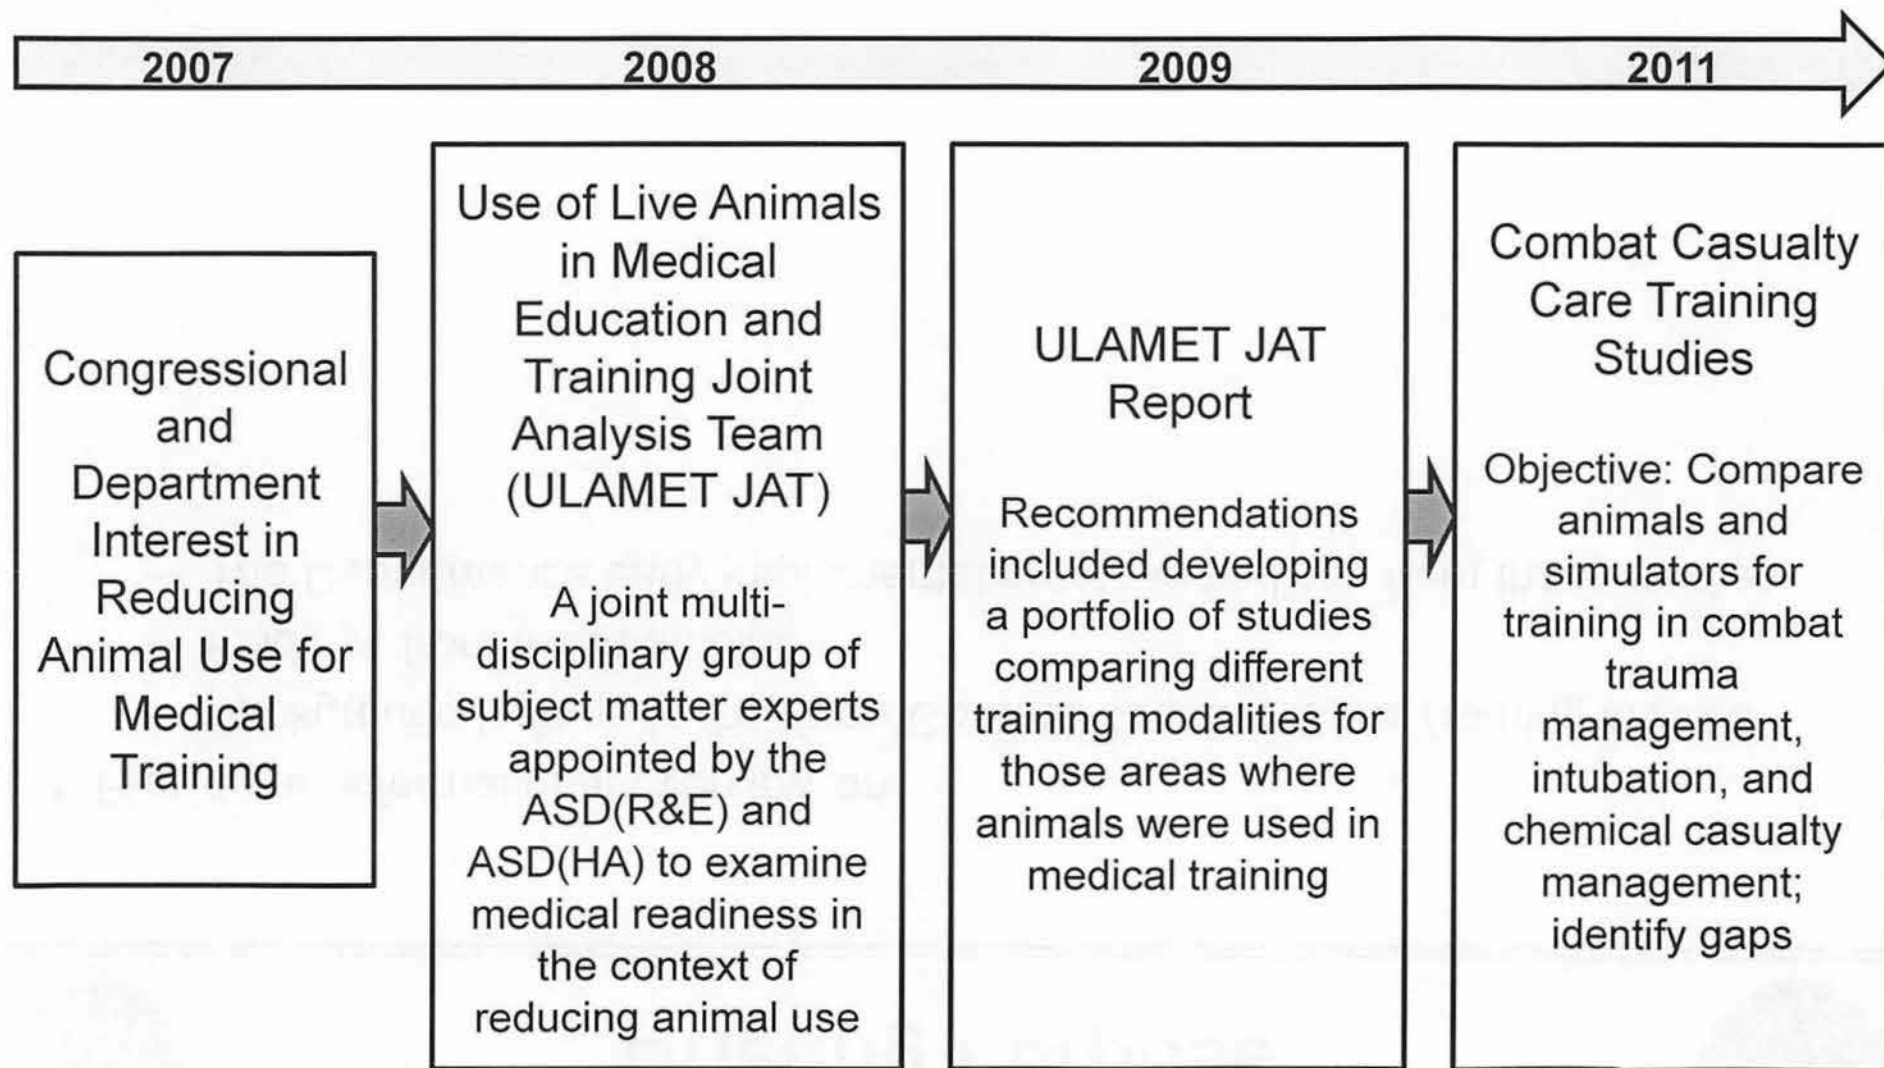 2007 2008 2009 2011
Congressional
and
Department
Interest in
Reducing
Animal Use for
Medical
Training
Use of Live Animals
in Medical
Education and
Training Joint
Analysis Team
(ULAMET JAT)
A joint multi-
disciplinary group of
subject matter experts
appointed by the
ASD(R&E) and
ASD(HA) to examine
medical readiness in
the context of
reducing animal use
ULAMET JAT
Report
Recommendations
included developing
a portfolio of studies
comparing different
training modalities for
those areas where
animals were used in
medical training
Combat Casualty
Care Training
Studies
Objective: Compare
animals and
simulators for
training in combat
trauma
management,
intubation, and
chemical casualty
management;
identify gaps